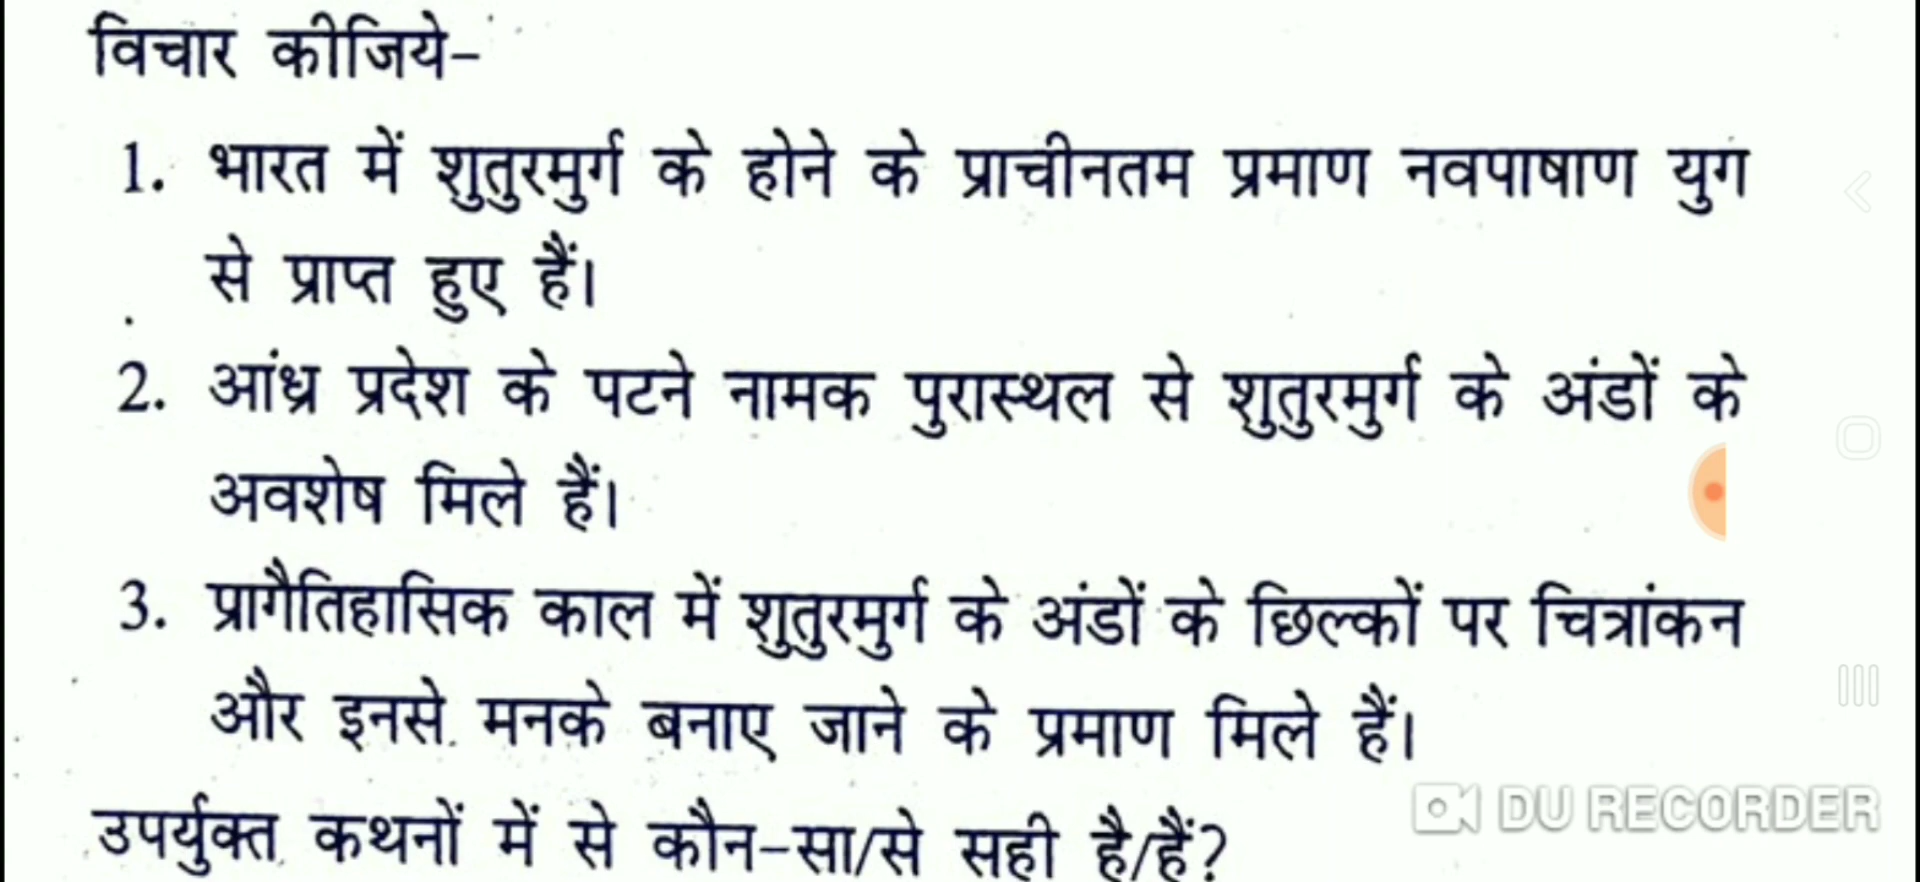 विचार कीजिये–
1. भारत में शुतुरमुर्ग के होने के प्राचीनतम प्रमाण नवपाषाण युग
से प्राप्त हुए हैं।
2. आंध्र प्रदेश के पटने नामक पुरास्थल से शुतुरमुर्ग के अंडों के
अवशेष मिले हैं।
3. प्रागैतिहासिक काल में शुतुरमुर्ग के अंडों के छिल्कों पर चित्रांकन
और इनसे मनके बनाए जाने के प्रमाण मिले हैं।
DU RECORDER
उपर्युक्त कथनों में से कौन–सा/से सही है/हैं?